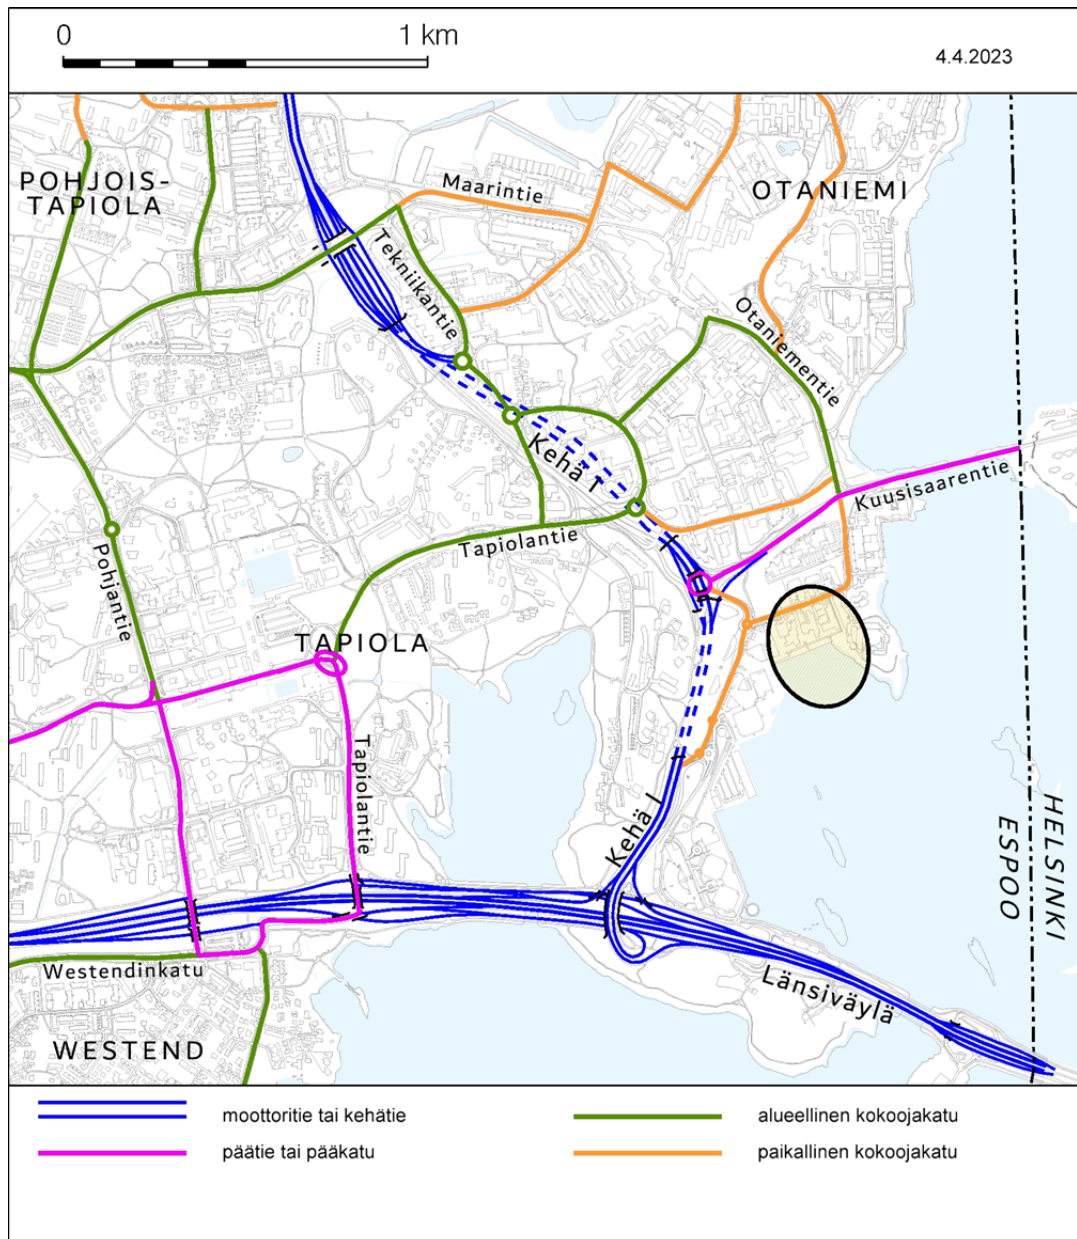 0 1 km
4.4.2023
POHJOIS-
TAPIOLA
Maarintie
OTANIEMI
Tekniikantie
Otaniementie
Kehä I
Kuusisaarentie
Tapiolantie
Pohjantie
TAPIOLA
Tapiolantie
Kehä I
HELSINKI
ESPOO
Westendinkatu
Länsiväylä
WESTEND
moottoritie tai kehätie
alueellinen kokoojakatu
päätie tai pääkatu
paikallinen kokoojakatu